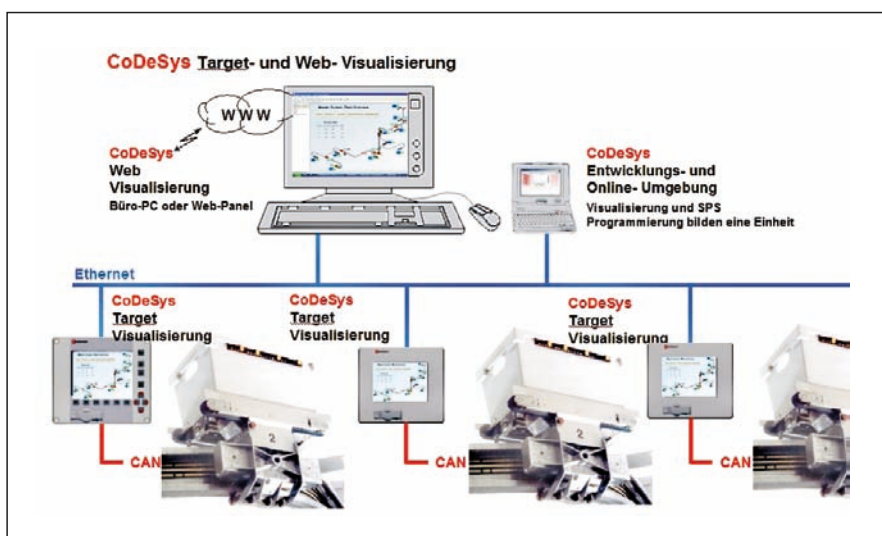 CoDeSys Target- und Web- Visualisierung
WWW
CoDeSys
Web
Visualisierung
Büro-PC oder Web-Panel
CoDeSys
Entwicklungs- und
Online- Umgebung
Visualisierung und SPS
Programmierung bilden eine Einheit
Ethernet
CoDeSys
Target
Visualisierung
CoDeSys
Target
Visualisierung
CoDeSys
Target
Visualisierung
2
2
CAN
CAN
CAN